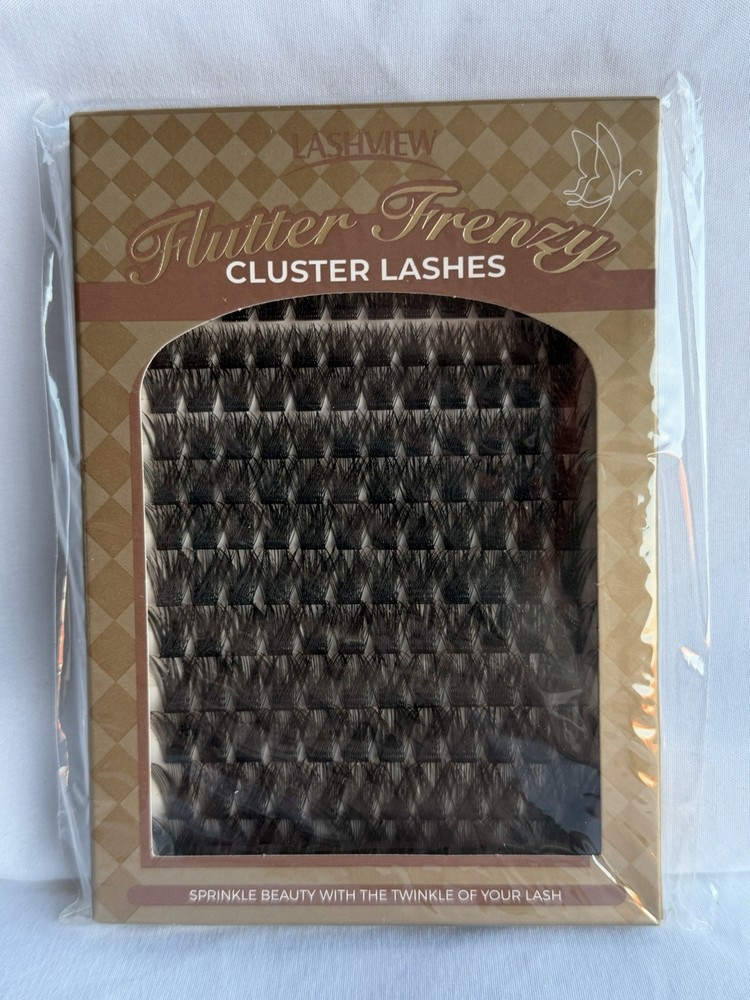 LASHVIEW
Flutter Frenzy
CLUSTER LASHES
SPRINKLE BEAUTY WITH THE TWINKLE OF YOUR LASH